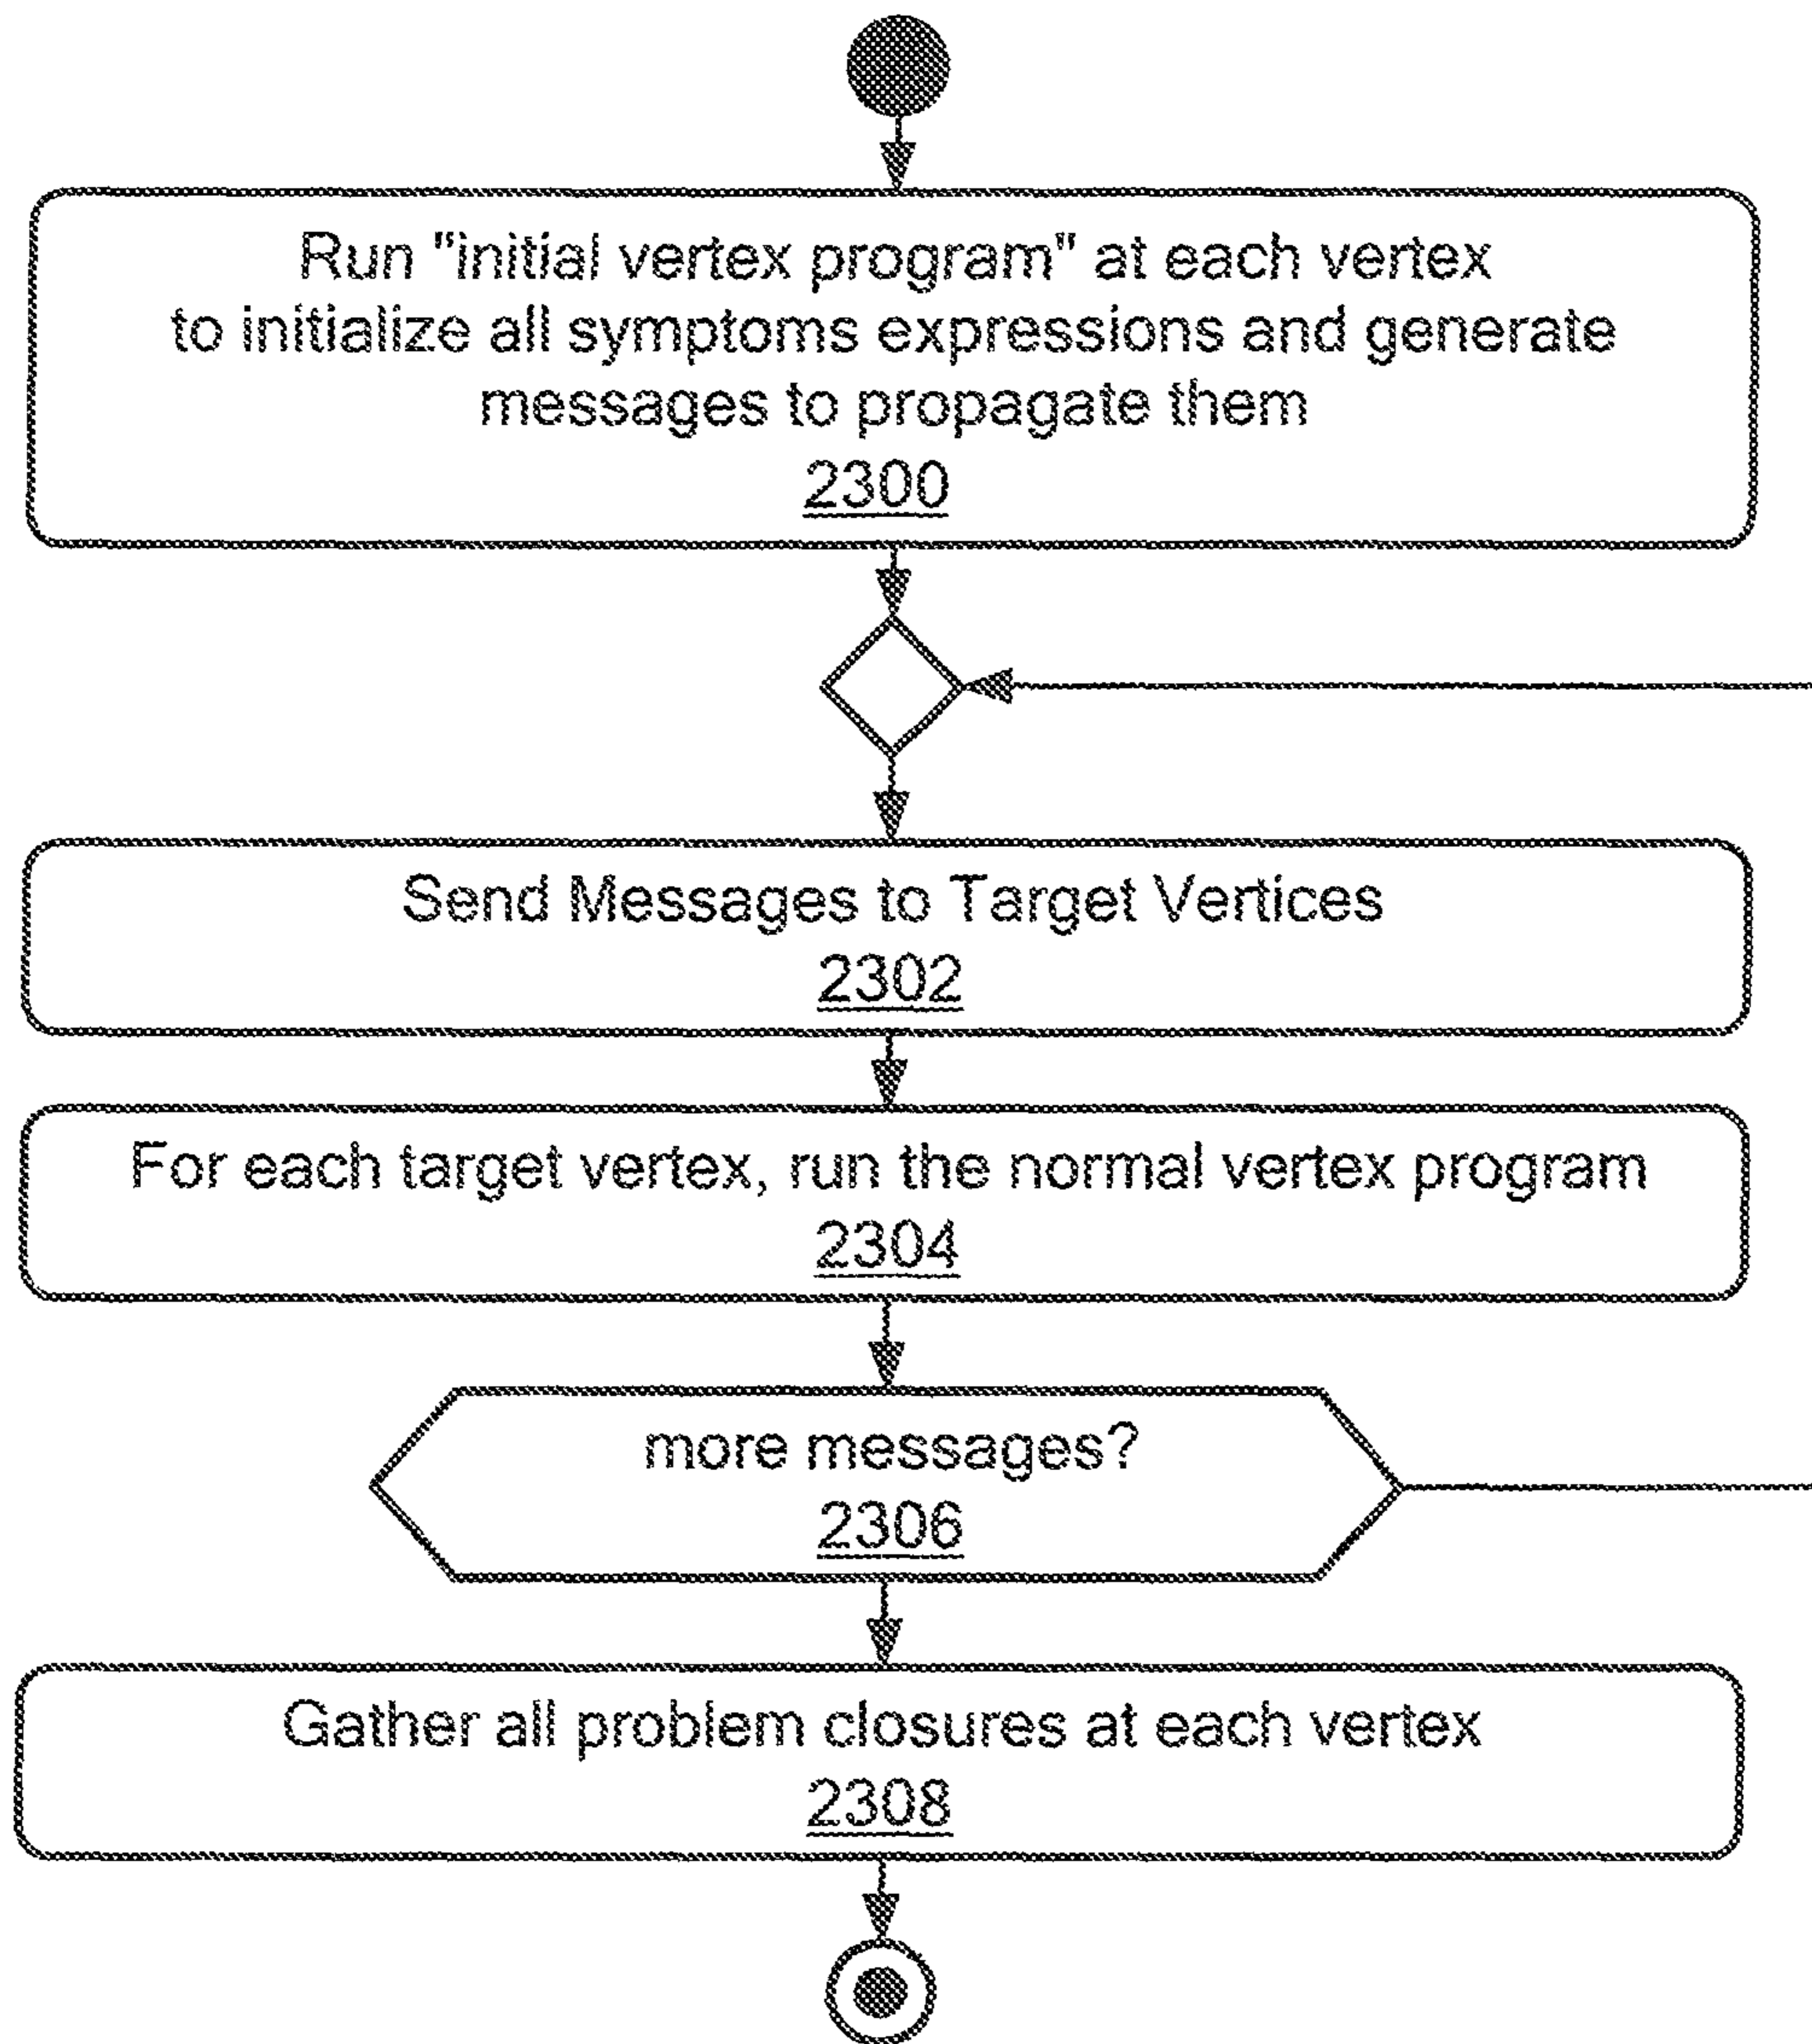 Run "initial vertex program" at each vertex
to initialize all symptoms expressions and generate
messages to propagate them
2300
Send Messages to Target Vertices
2302
For each target vertex, run the normal vertex program
2304
more messages?
2306
Gather all problem closures at each vertex
2308